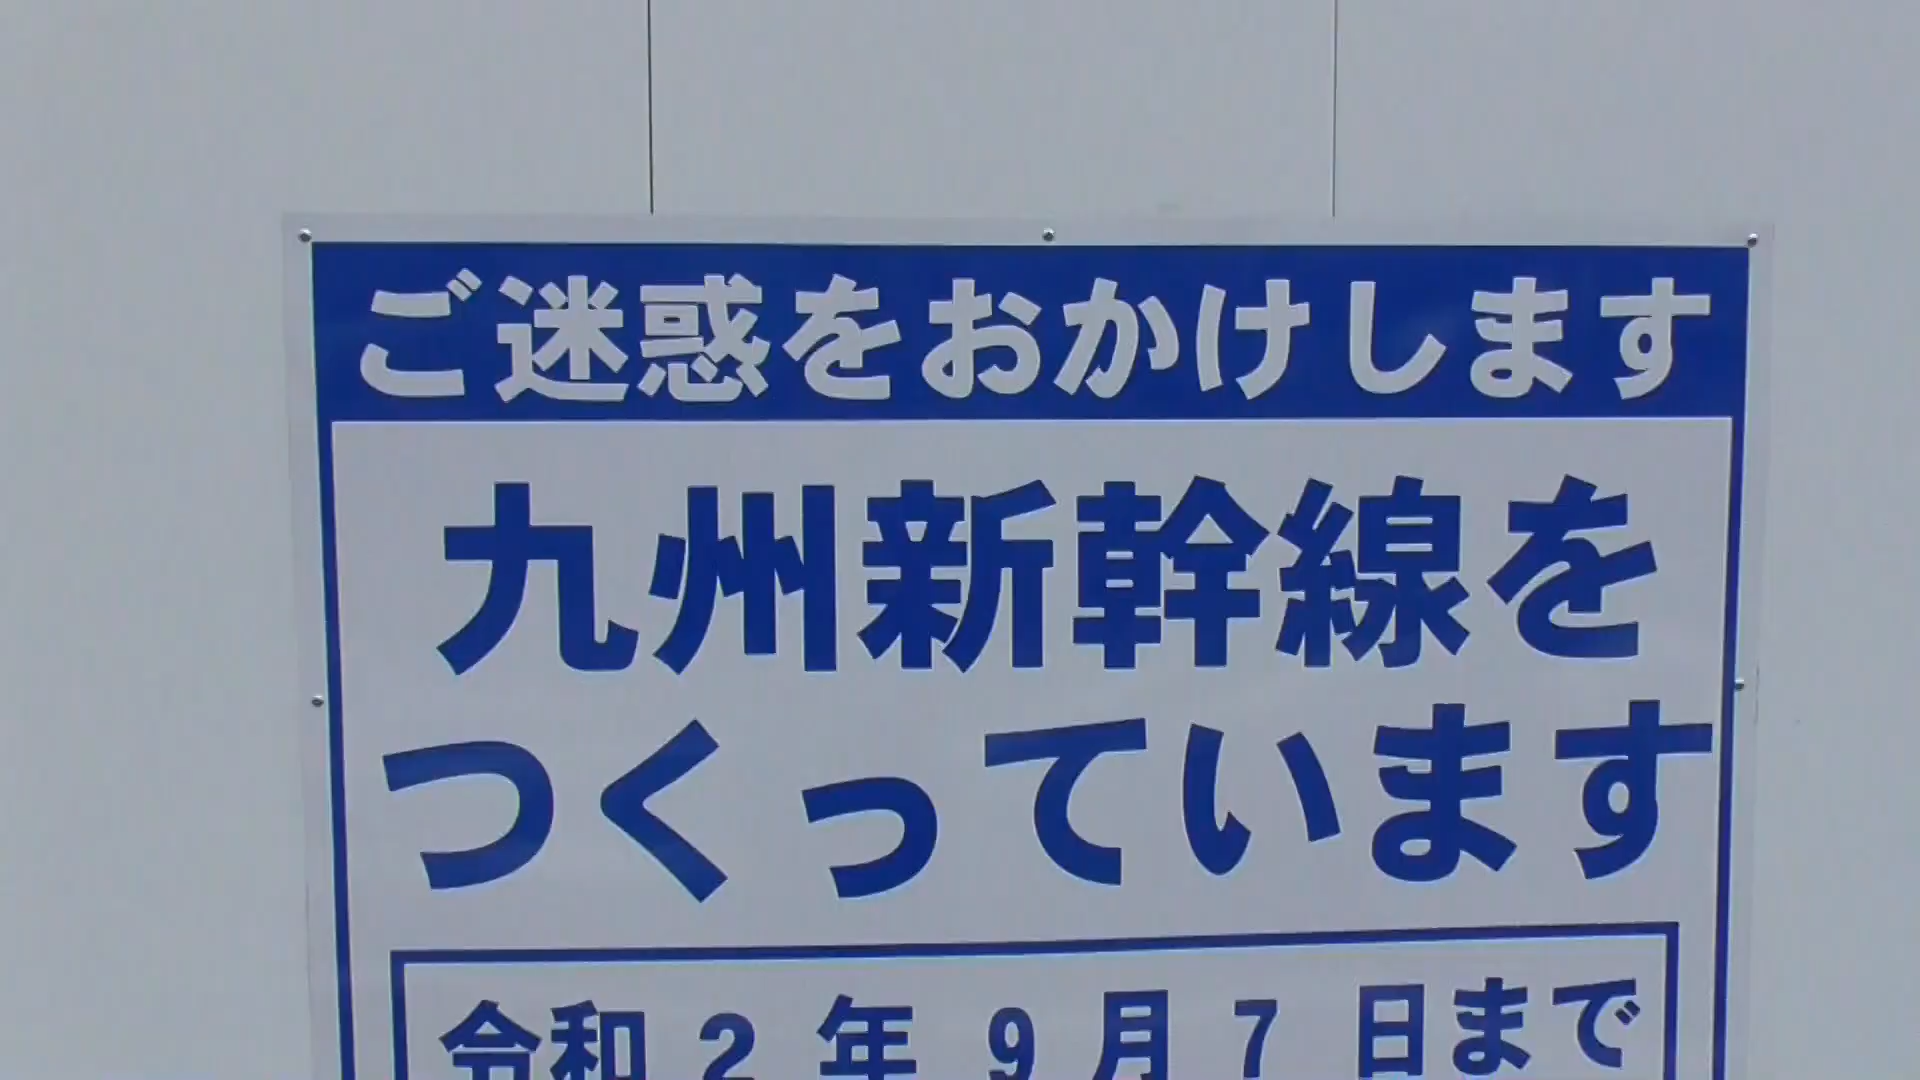 ご迷惑をおかけします
九州新幹線を
つくっています
令和2年9月7日まで